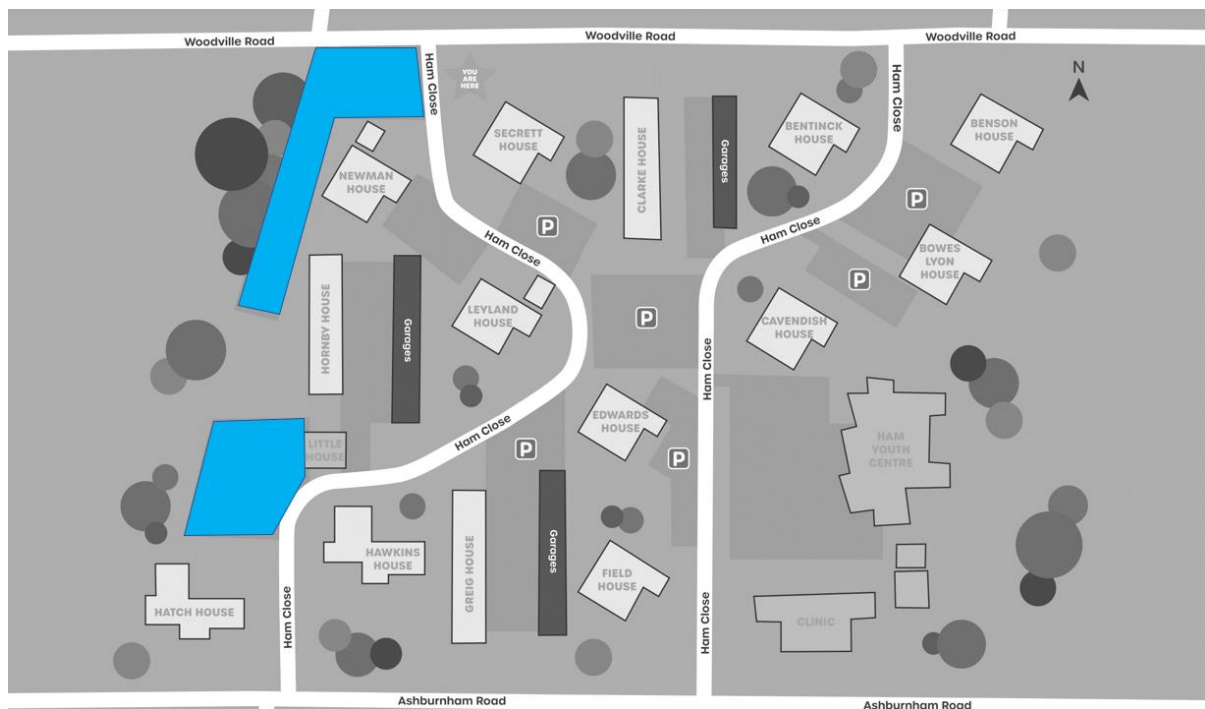 Woodville Road
Woodville Road
Woodville Road
Ham Close
YOU
ARE
HERE
Ham Close
N
SECRETT
HOUSE
CLARKE HOUSE
Garages
BENTINCK
HOUSE
BENSON
HOUSE
NEWMAN
HOUSE
P
P
Ham Close
Ham Close
BOWES
LYON
HOUSE
P
HORNBY HOUSE
Garages
LEYLAND
HOUSE
P
CAVENDISH
HOUSE
Ham Close
Ham Close
EDWARDS
HOUSE
LITTLE
HOUSE
P
P
HAM
YOUTH
CENTRE
HAWKINS
HOUSE
GREIG HOUSE
Garages
FIELD
HOUSE
HATCH HOUSE
Ham Close
Ham Close
CLINIC
Ashburnham Road
Ashburnham Road